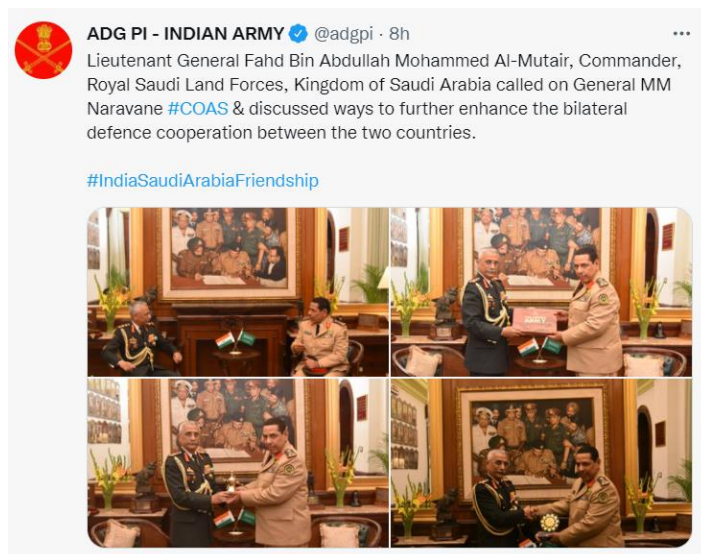 ADG PI - INDIAN ARMY @adgpi · 8h
Lieutenant General Fahd Bin Abdullah Mohammed Al-Mutair, Commander,
Royal Saudi Land Forces, Kingdom of Saudi Arabia called on General MM
Naravane #COAS & discussed ways to further enhance the bilateral
defence cooperation between the two countries.
#IndiaSaudiArabiaFriendship
ARMY